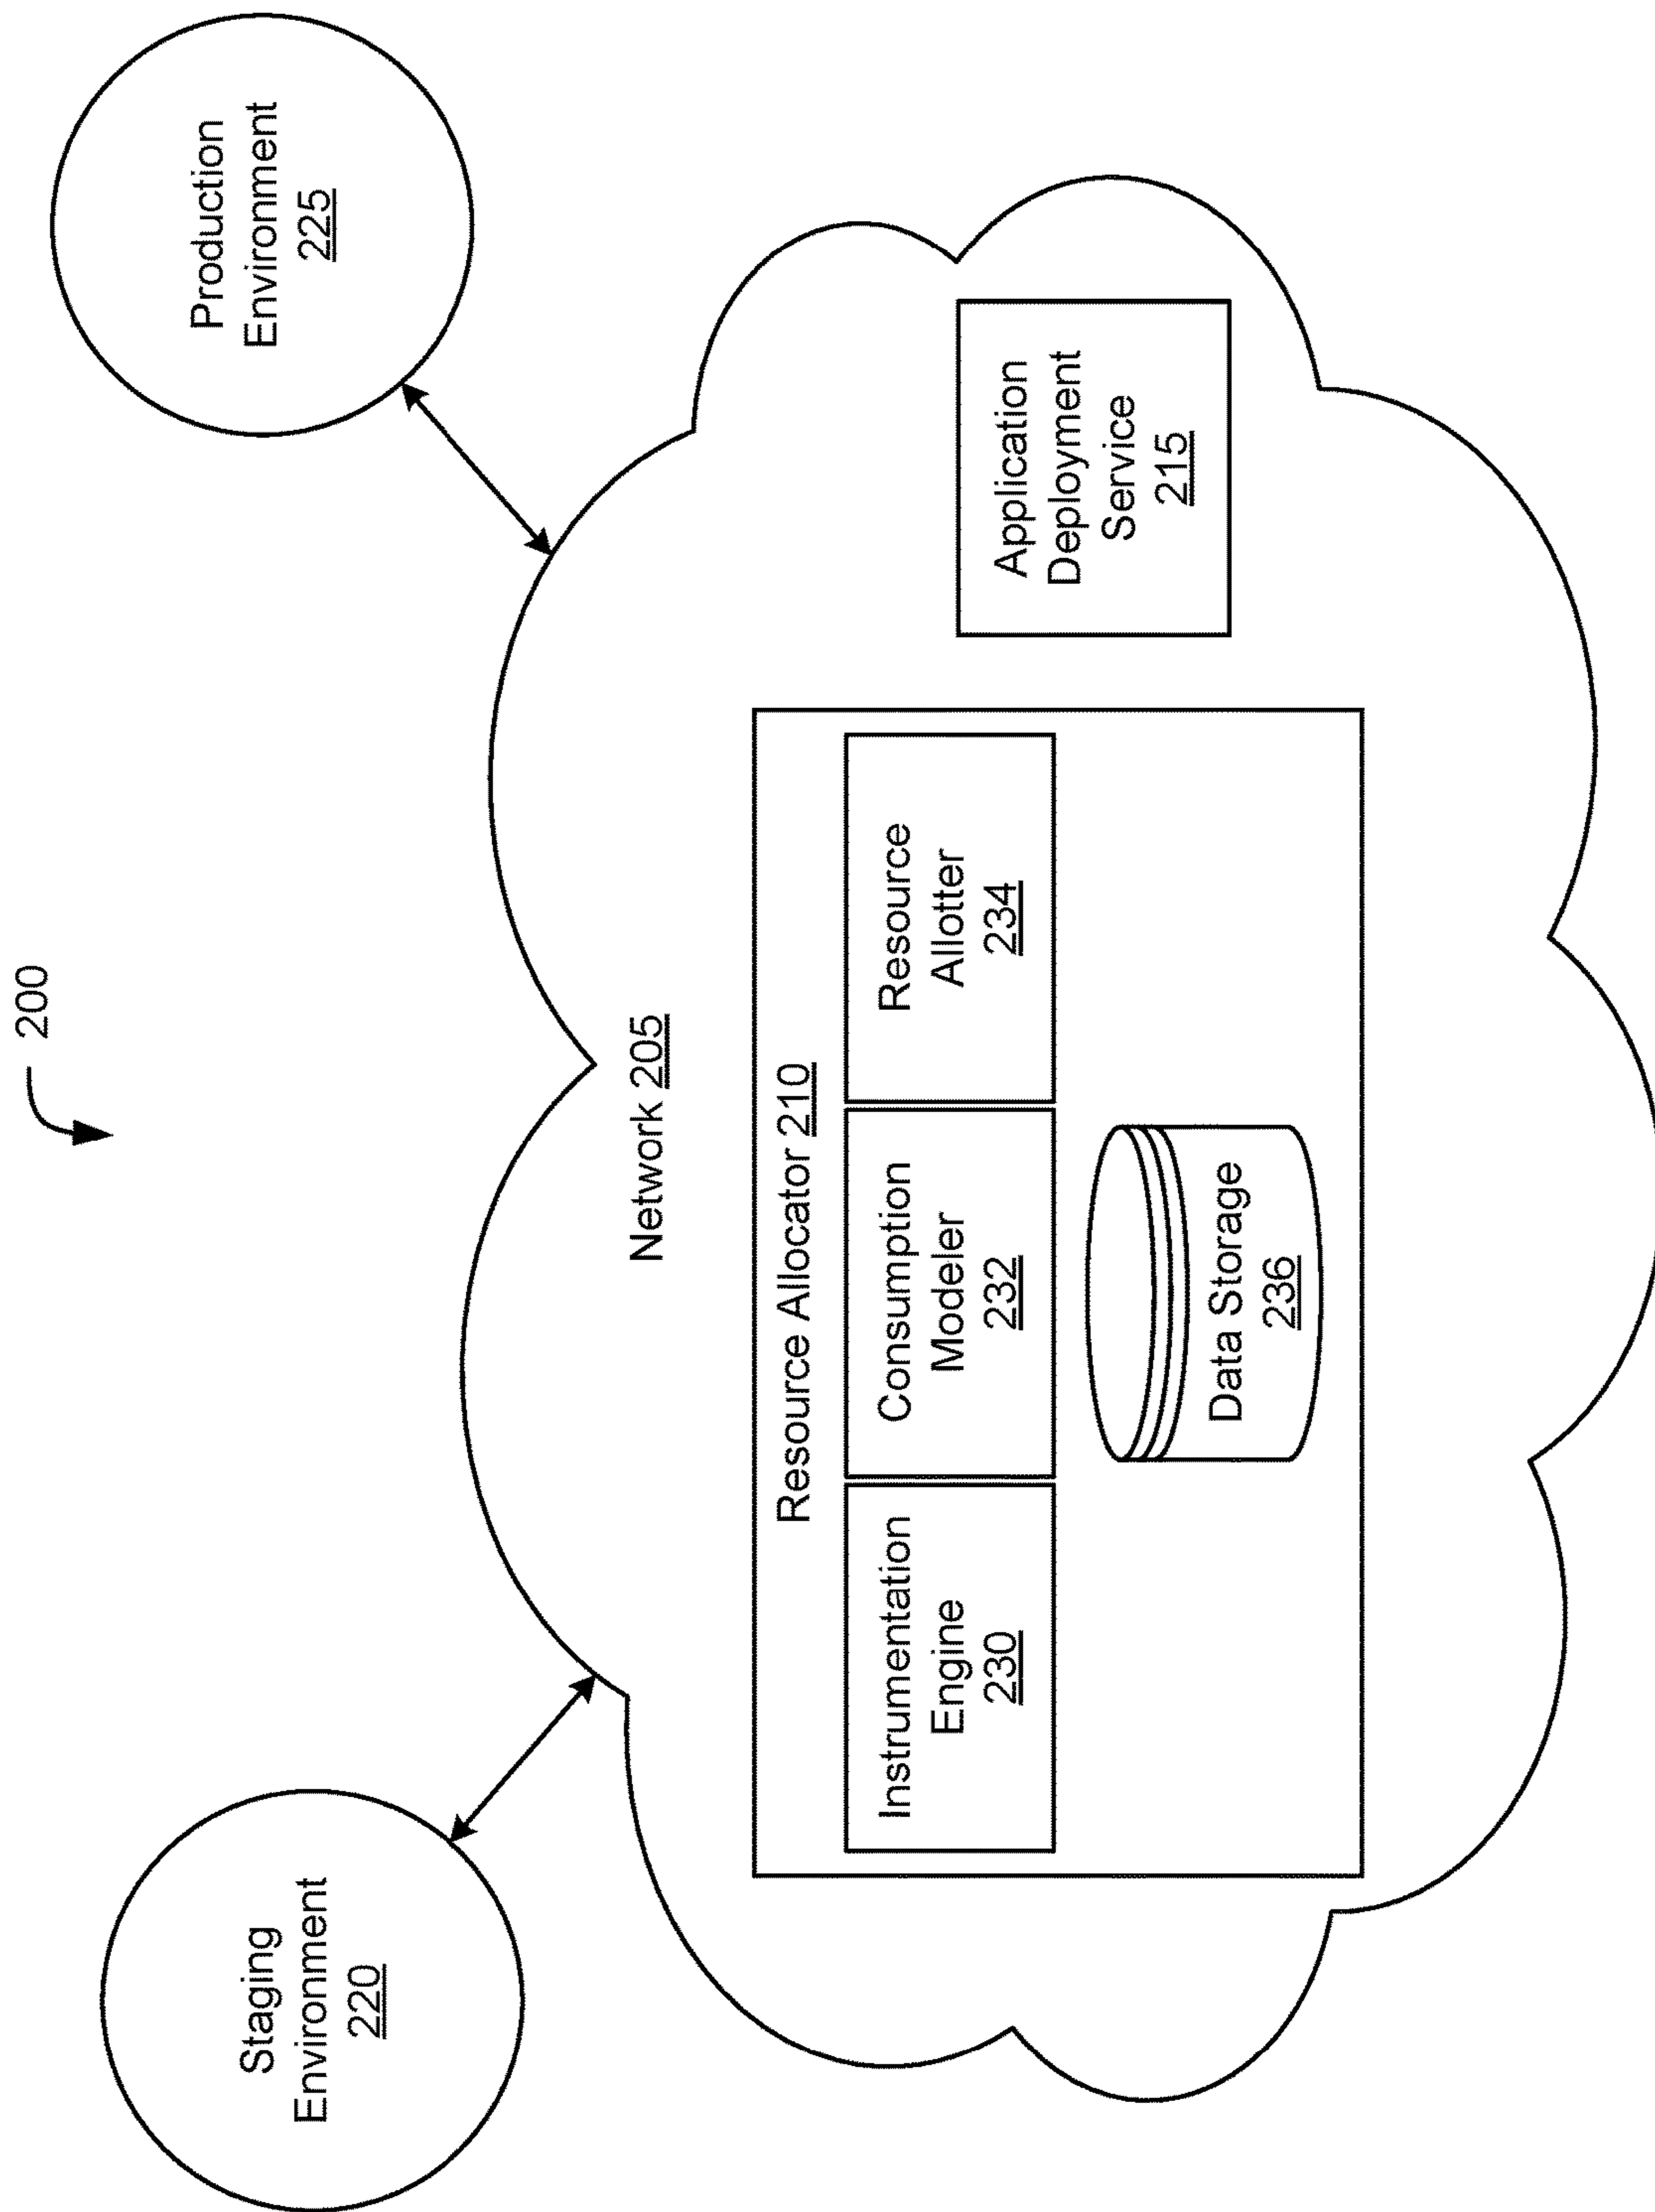 200
Staging
Environment
220
Production
Environment
225
Network 205
Resource Allocator 210
Instrumentation
Engine
230
Consumption
Modeler
232
Resource
Allotter
234
Data Storage
236
Application
Deployment
Service
215